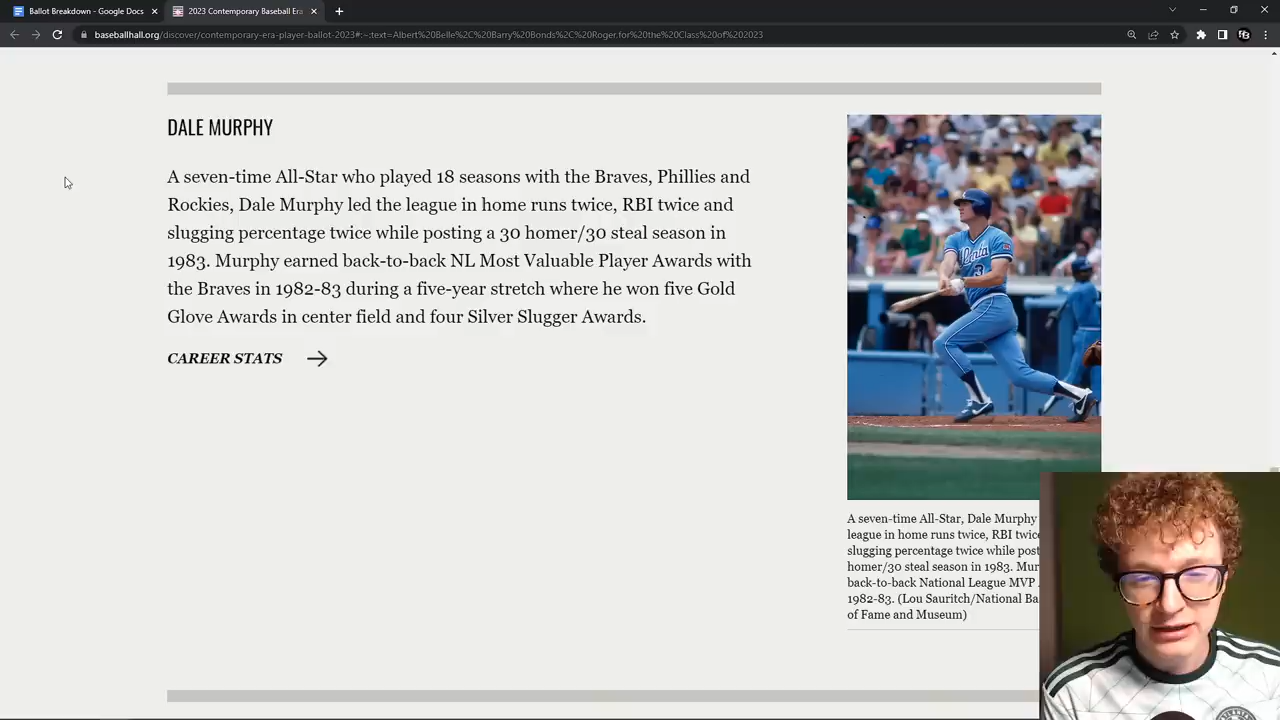 Ballot Breakdown - Google Docs
2023 Contemporary Baseball Era
baseballhall.org/discover/contemporary-era-player-ballot-2023#:~:text=Albert%20Belle%2C%20Barry%20Bonds%2C%20Roger,for%20the%20Class%20of%202023
DALE MURPHY
A seven-time All-Star who played 18 seasons with the Braves, Phillies and
Rockies, Dale Murphy led the league in home runs twice, RBI twice and
slugging percentage twice while posting a 30 homer/30 steal season in
1983. Murphy earned back-to-back NL Most Valuable Player Awards with
the Braves in 1982-83 during a five-year stretch where he won five Gold
Glove Awards in center field and four Silver Slugger Awards.
CAREER STATS
A seven-time All-Star, Dale Murphy
league in home runs twice, RBI twice
slugging percentage twice while post
homer/30 steal season in 1983. Mur
back-to-back National League MVP
1982-83. (Lou Sauritch/National Ba
of Fame and Museum)
3